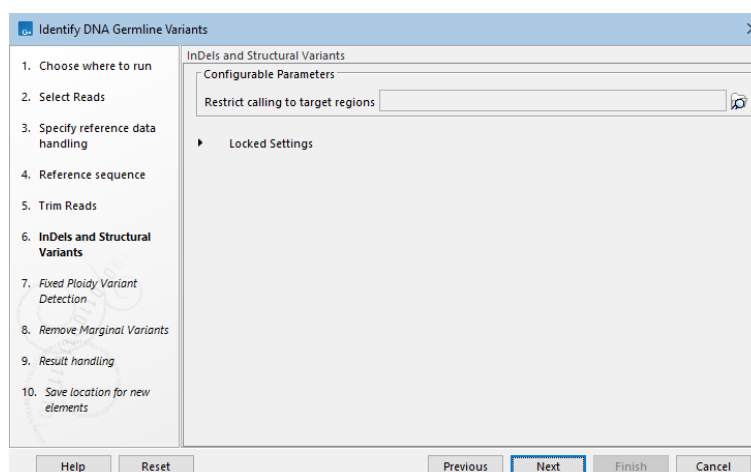 Identify DNA Germline Variants
1. Choose where to run
2. Select Reads
3. Specify reference data
handling
4. Reference sequence
5. Trim Reads
6. InDels and Structural
Variants
7. Fixed Ploidy Variant
Detection
8. Remove Marginal Variants
9. Result handling
10. Save location for new
elements
InDels and Structural Variants
Configurable Parameters
Restrict calling to target regions
Locked Settings
Help Reset Previous Next Finish Cancel